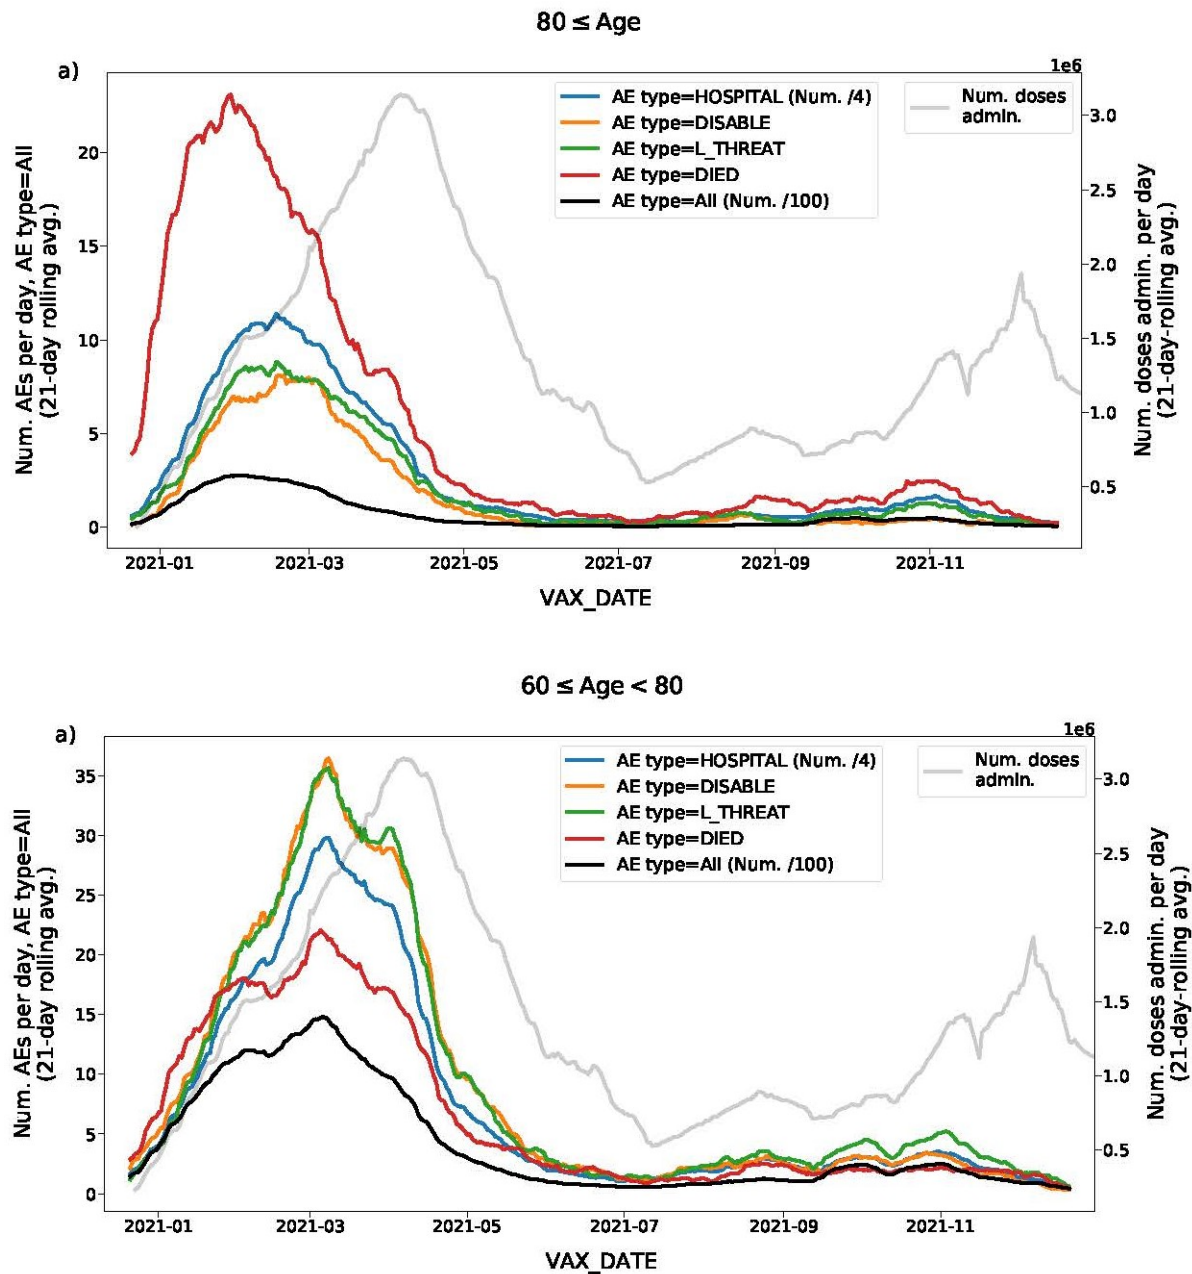 80 ≤ Age
a)
1e6
AE type=HOSPITAL (Num. /4)
AE type=DISABLE
AE type=L_THREAT
AE type=DIED
AE type=All (Num. /100)
Num. doses
admin.
Num. AEs per day, AE type=All
(21-day rolling avg.)
20
15
10
5
0
3.0
2.5
2.0
1.5
1.0
0.5
Num. doses admin. per day
(21-day-rolling avg.)
2021-01 2021-03 2021-05 2021-07 2021-09 2021-11
VAX_DATE
60 ≤ Age < 80
a)
1e6
AE type=HOSPITAL (Num. /4)
AE type=DISABLE
AE type=L_THREAT
AE type=DIED
AE type=All (Num. /100)
Num. doses
admin.
Num. AEs per day, AE type=All
(21-day rolling avg.)
35
30
25
20
15
10
5
0
3.0
2.5
2.0
1.5
1.0
0.5
Num. doses admin. per day
(21-day-rolling avg.)
2021-01 2021-03 2021-05 2021-07 2021-09 2021-11
VAX_DATE